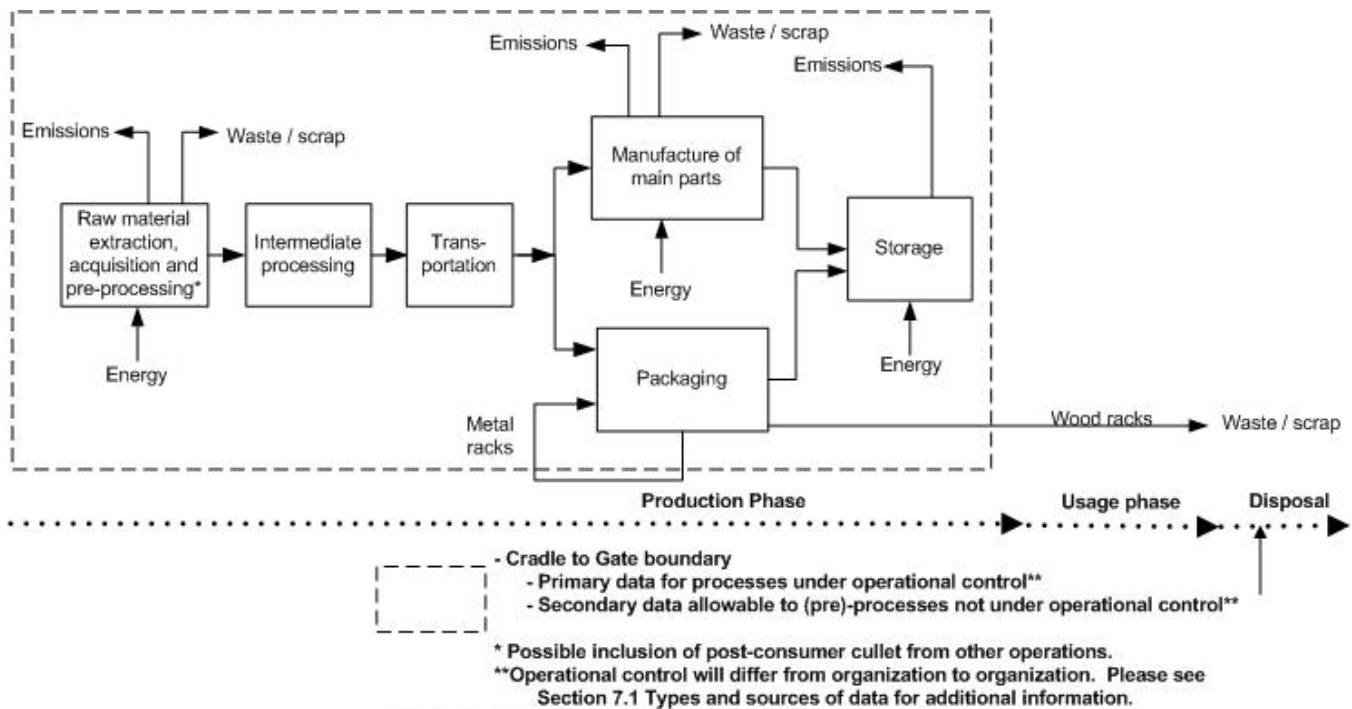 Emissions
Waste / scrap
Emissions
Emissions
Waste / scrap
Manufacture of
main parts
Raw material
extraction,
acquisition and
pre-processing*
Intermediate
processing
Trans-
portation
Storage
Energy
Energy
Energy
Packaging
Metal
racks
Wood racks
Waste / scrap
Production Phase
Usage phase
Disposal
- Cradle to Gate boundary
- Primary data for processes under operational control**
- Secondary data allowable to (pre)-processes not under operational control**
* Possible inclusion of post-consumer cullet from other operations.
**Operational control will differ from organization to organization. Please see
Section 7.1 Types and sources of data for additional information.